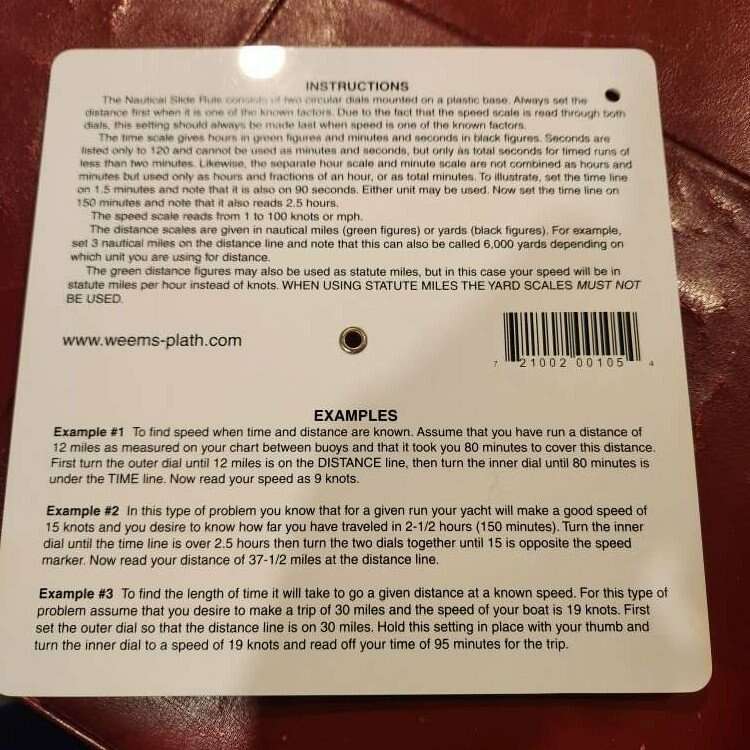 INSTRUCTIONS
The Nautical Slide Rule consists of two circular dials mounted on a plastic base. Always set the
distance first when it is one of the known factors. Due to the fact that the speed scale is read through both
dials, this setting should always be made last when speed is one of the known factors.
The time scale gives hours in green figures and minutes and seconds in black figures. Seconds are
listed only to 120 and cannot be used as minutes and seconds, but only as total seconds for timed runs of
less than two minutes. Likewise, the separate hour scale and minute scale are not combined as hours and
minutes but used only as hours and fractions of an hour, or as total minutes. To illustrate, set the time line
on 1.5 minutes and note that it is also on 90 seconds. Either unit may be used. Now set the time line on
150 minutes and note that it also reads 2.5 hours.
The speed scale reads from 1 to 100 knots or mph.
The distance scales are given in nautical miles (green figures) or yards (black figures). For example,
set 3 nautical miles on the distance line and note that this can also be called 6,000 yards depending on
which unit you are using for distance.
The green distance figures may also be used as statute miles, but in this case your speed will be in
statute miles per hour instead of knots. WHEN USING STATUTE MILES THE YARD SCALES MUST NOT
BE USED.
www.weems-plath.com
7 21002 00105 4
EXAMPLES
Example #1 To find speed when time and distance are known. Assume that you have run a distance of
12 miles as measured on your chart between buoys and that it took you 80 minutes to cover this distance.
First turn the outer dial until 12 miles is on the DISTANCE line, then turn the inner dial until 80 minutes is
under the TIME line. Now read your speed as 9 knots.
Example #2 In this type of problem you know that for a given run your yacht will make a good speed of
15 knots and you desire to know how far you have traveled in 2-1/2 hours (150 minutes). Turn the inner
dial until the time line is over 2.5 hours then turn the two dials together until 15 is opposite the speed
marker. Now read your distance of 37-1/2 miles at the distance line.
Example #3 To find the length of time it will take to go a given distance at a known speed. For this type of
problem assume that you desire to make a trip of 30 miles and the speed of your boat is 19 knots. First
set the outer dial so that the distance line is on 30 miles. Hold this setting in place with your thumb and
turn the inner dial to a speed of 19 knots and read off your time of 95 minutes for the trip.